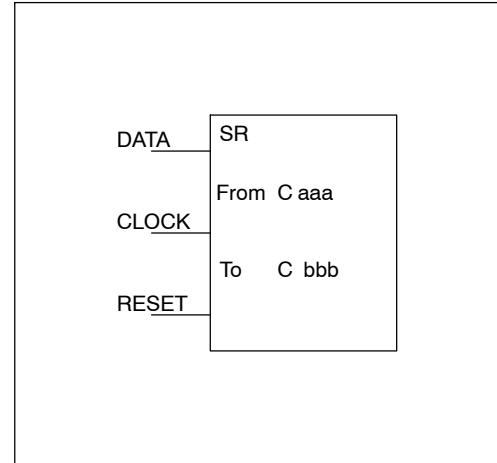 DATA
SR
From C aaa
CLOCK
To C bbb
RESET